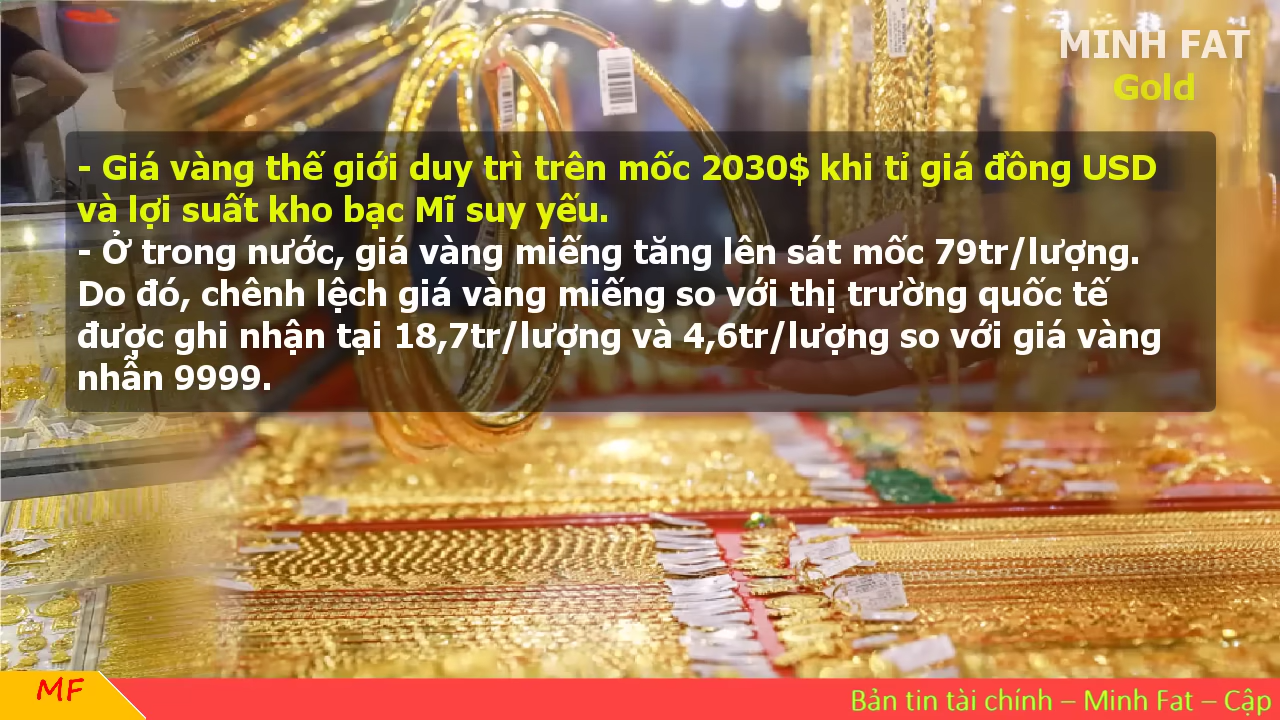 MINH FAT
Gold
- Giá vàng thế giới duy trì trên mốc 2030$ khi tỉ giá đồng USD
và lợi suất kho bạc Mĩ suy yếu.
- Ở trong nước, giá vàng miếng tăng lên sát mốc 79tr/lượng.
Do đó, chênh lệch giá vàng miếng so với thị trường quốc tế
được ghi nhận tại 18,7tr/lượng và 4,6tr/lượng so với giá vàng
nhẫn 9999.
MF
Bản tin tài chính – Minh Fat – Cập